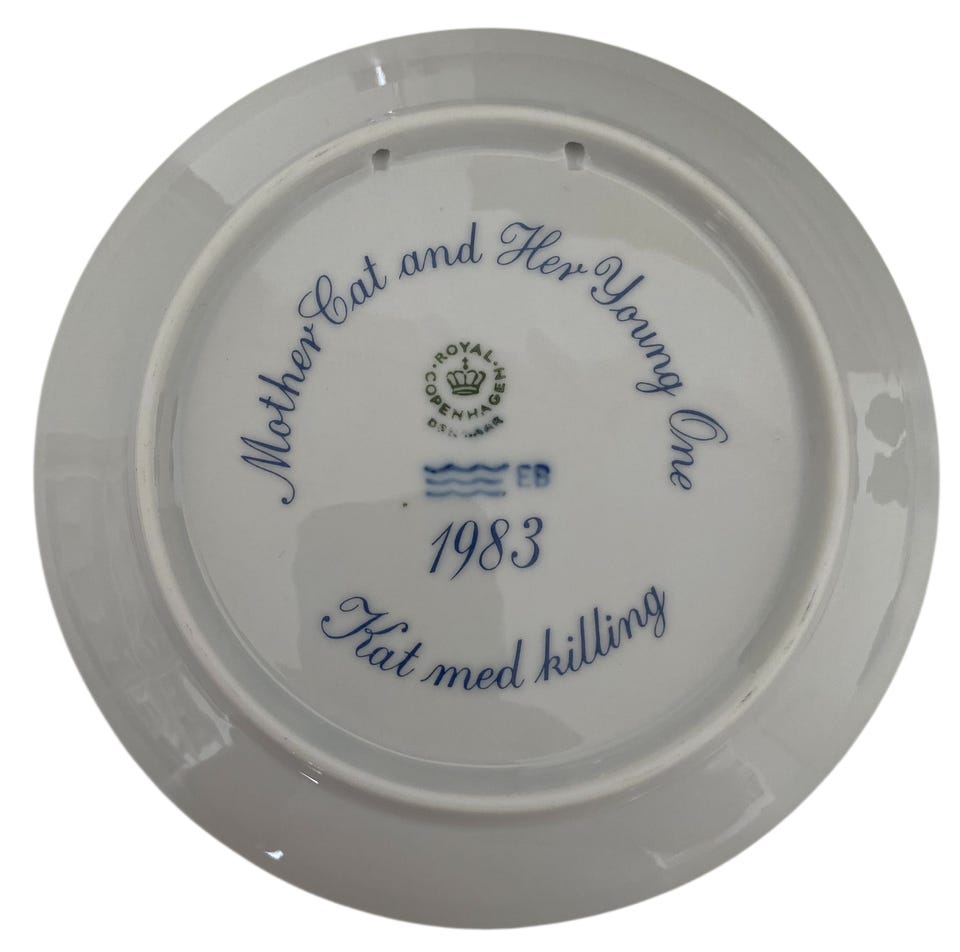 Mother Cat and Her Young One
ROYAL COPENHAGEN
EB
1983
Kat med killing